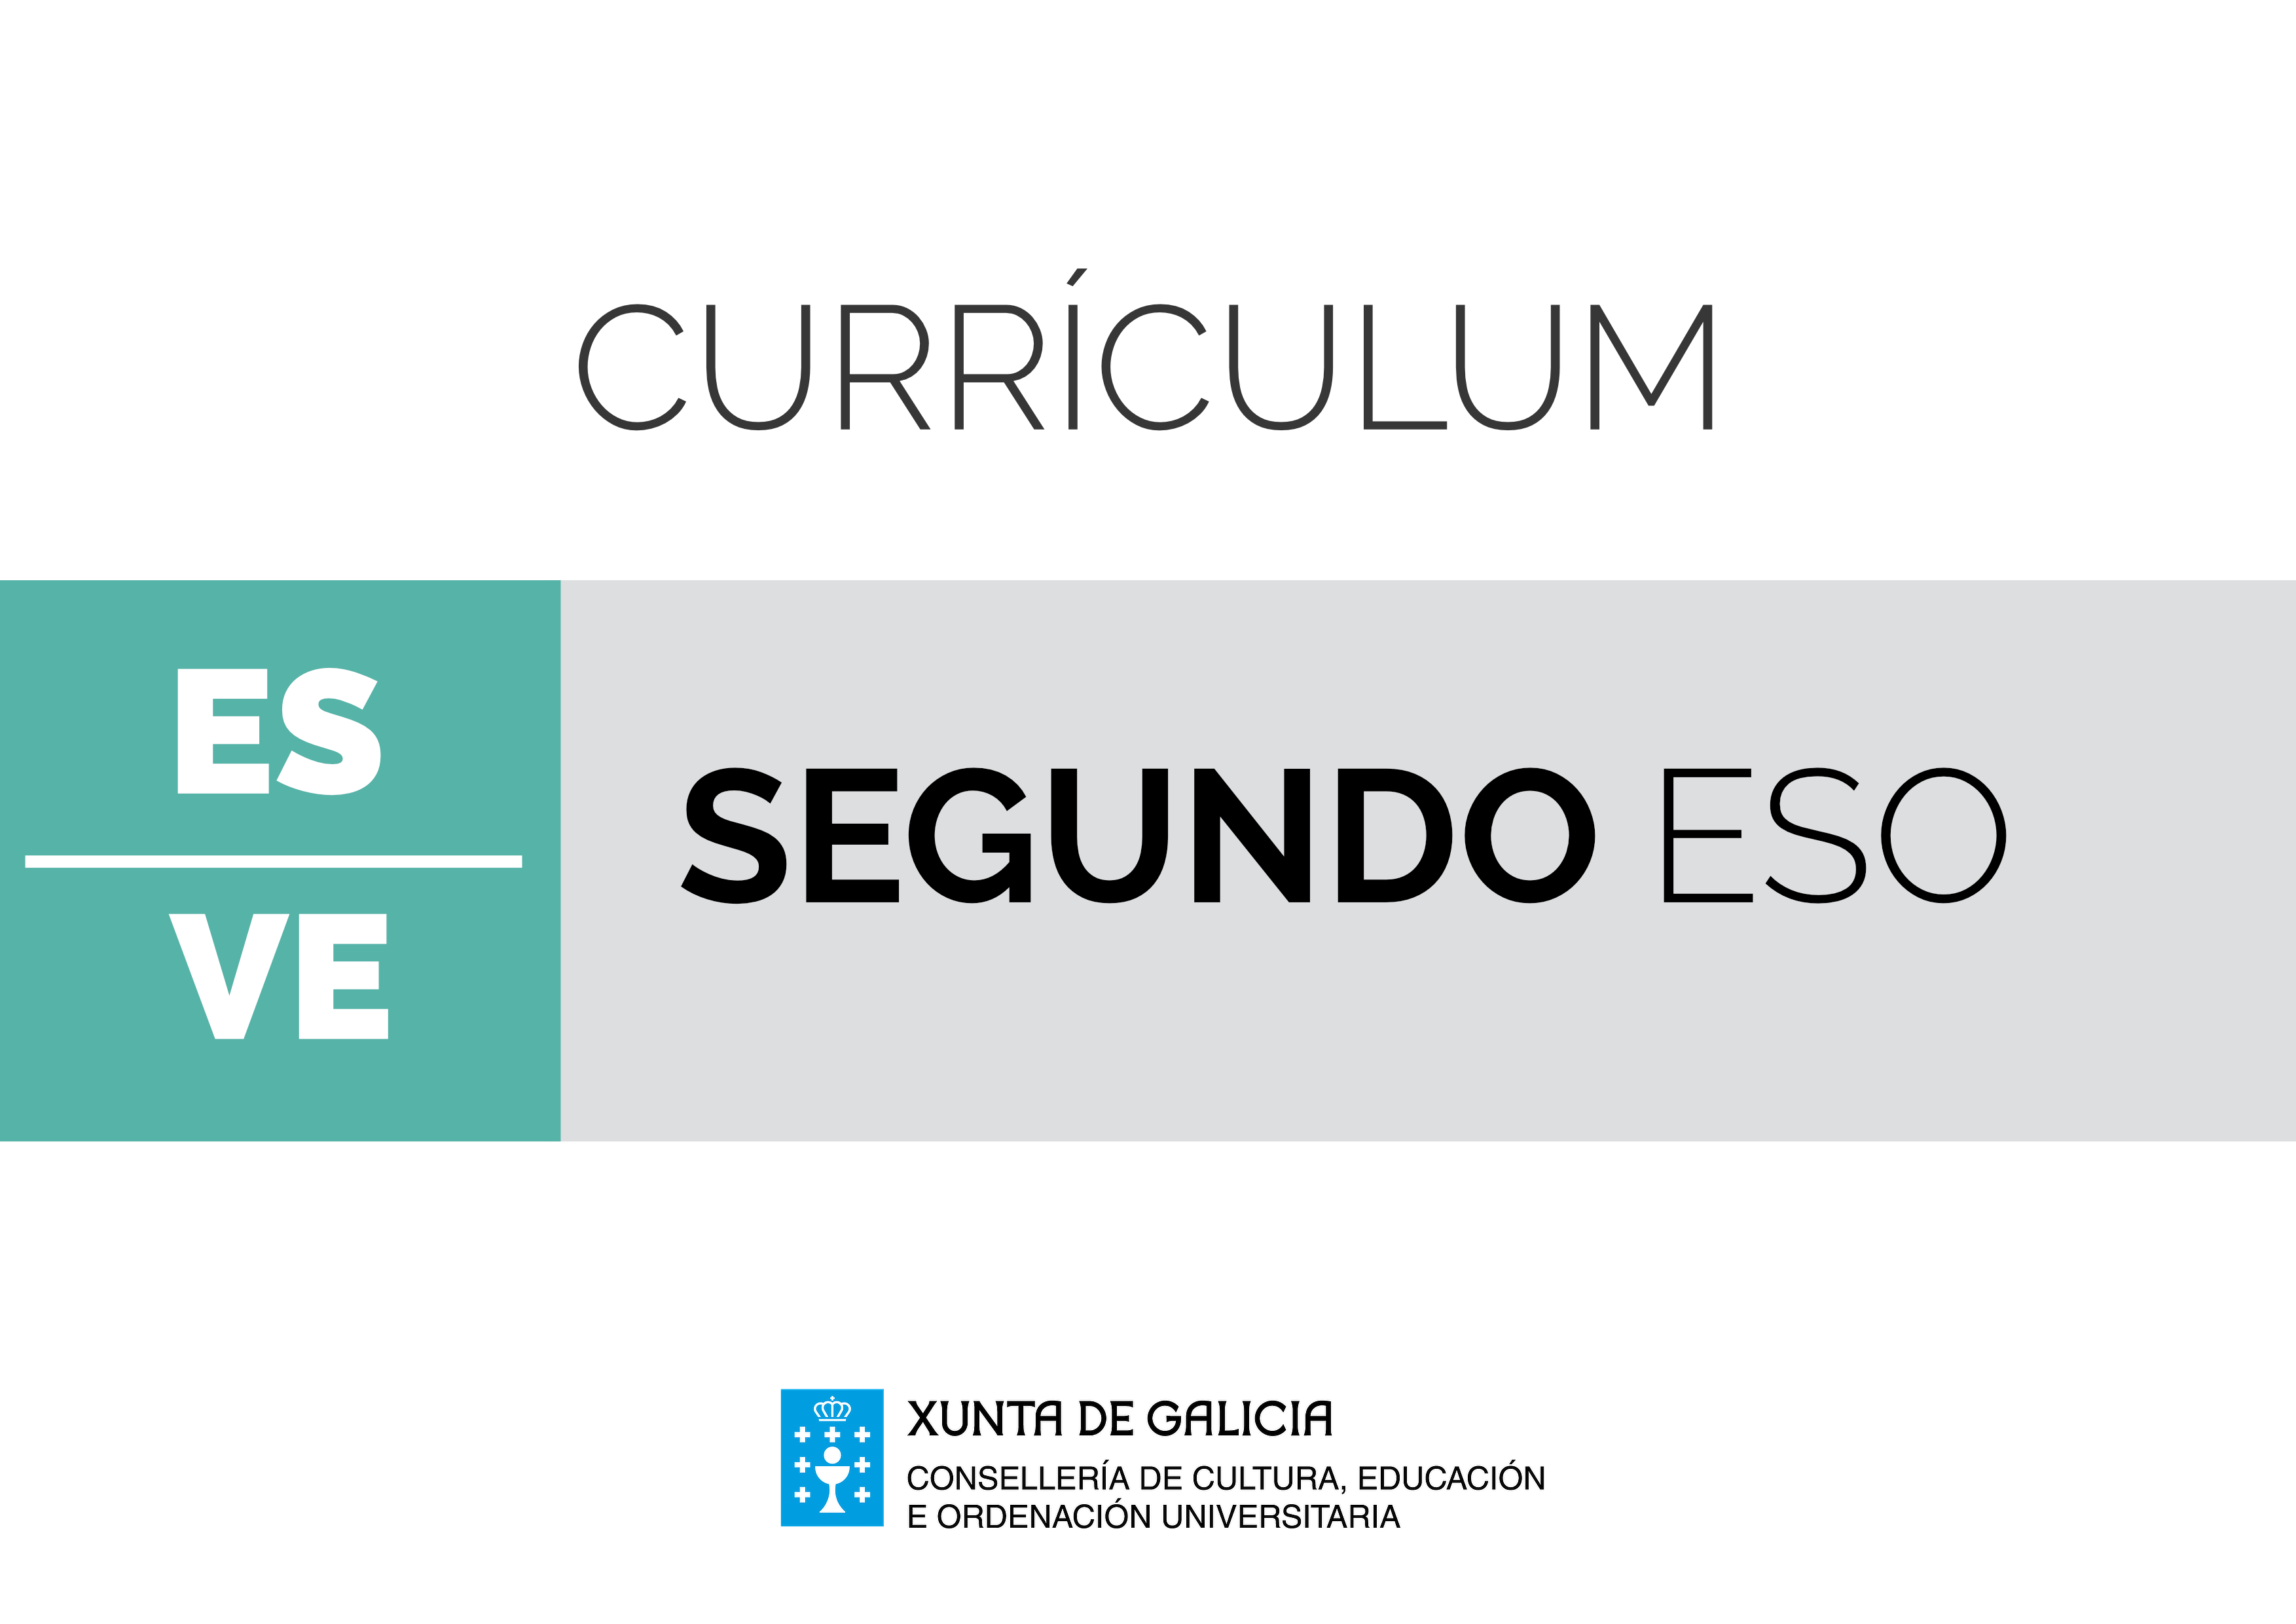 CURRÍCULUM
ES
VE
SEGUNDO ESO
XUNTA DE GALICIA
CONSELLERÍA DE CULTURA, EDUCACIÓN
E ORDENACIÓN UNIVERSITARIA